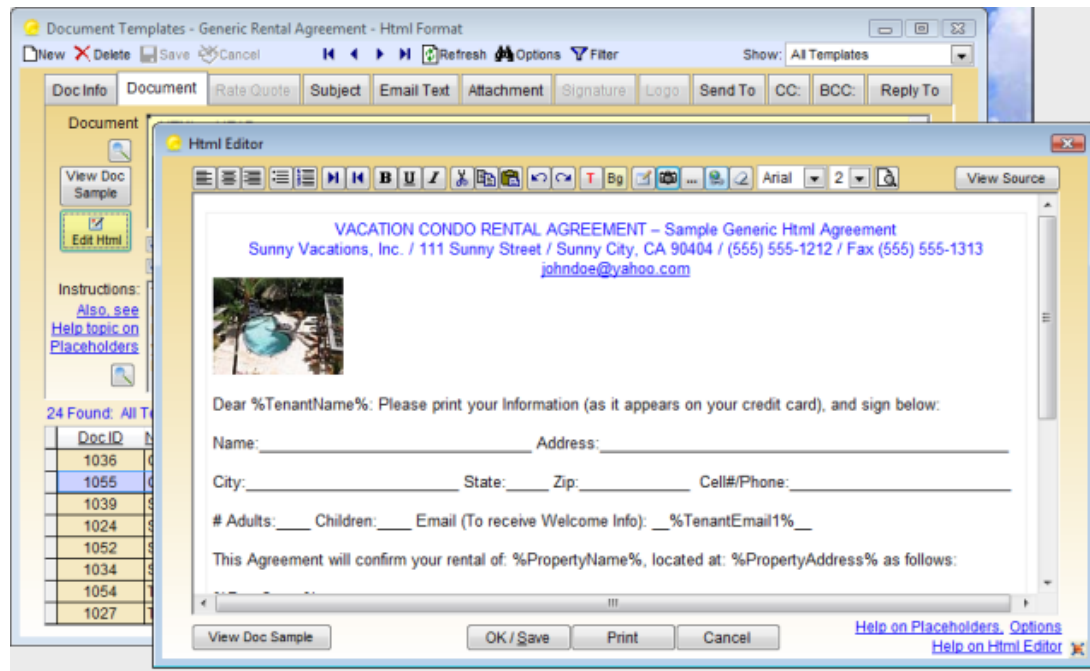 Document Templates - Generic Rental Agreement - Html Format
New Delete Save Cancel Refresh Options Filter Show: All Templates
Doc Info Document Rate Quote Subject Email Text Attachment Signature Logo Send To CC: BCC: Reply To
Document
View Doc
Sample
Edit Html
Instructions:
Also, see
Help topic on
Placeholders
24 Found: All
Doc ID
1036
1055
1039
1024
1052
1034
1054
1027
Html Editor
B U I T Bg ... Arial 2 View Source
VACATION CONDO RENTAL AGREEMENT – Sample Generic Html Agreement
Sunny Vacations, Inc. / 111 Sunny Street / Sunny City, CA 90404 / (555) 555-1212 / Fax (555) 555-1313
johndoe@yahoo.com
Dear %TenantName%: Please print your Information (as it appears on your credit card), and sign below:
Name:_________________________________ Address:_________________________________
City:__________________________ State:_____ Zip:_____________ Cell#/Phone:__________________________
# Adults:____ Children:____ Email (To receive Welcome Info): __%TenantEmail1%__
This Agreement will confirm your rental of: %PropertyName%, located at: %PropertyAddress% as follows:
View Doc Sample OK / Save Print Cancel
Help on Placeholders, Options
Help on Html Editor